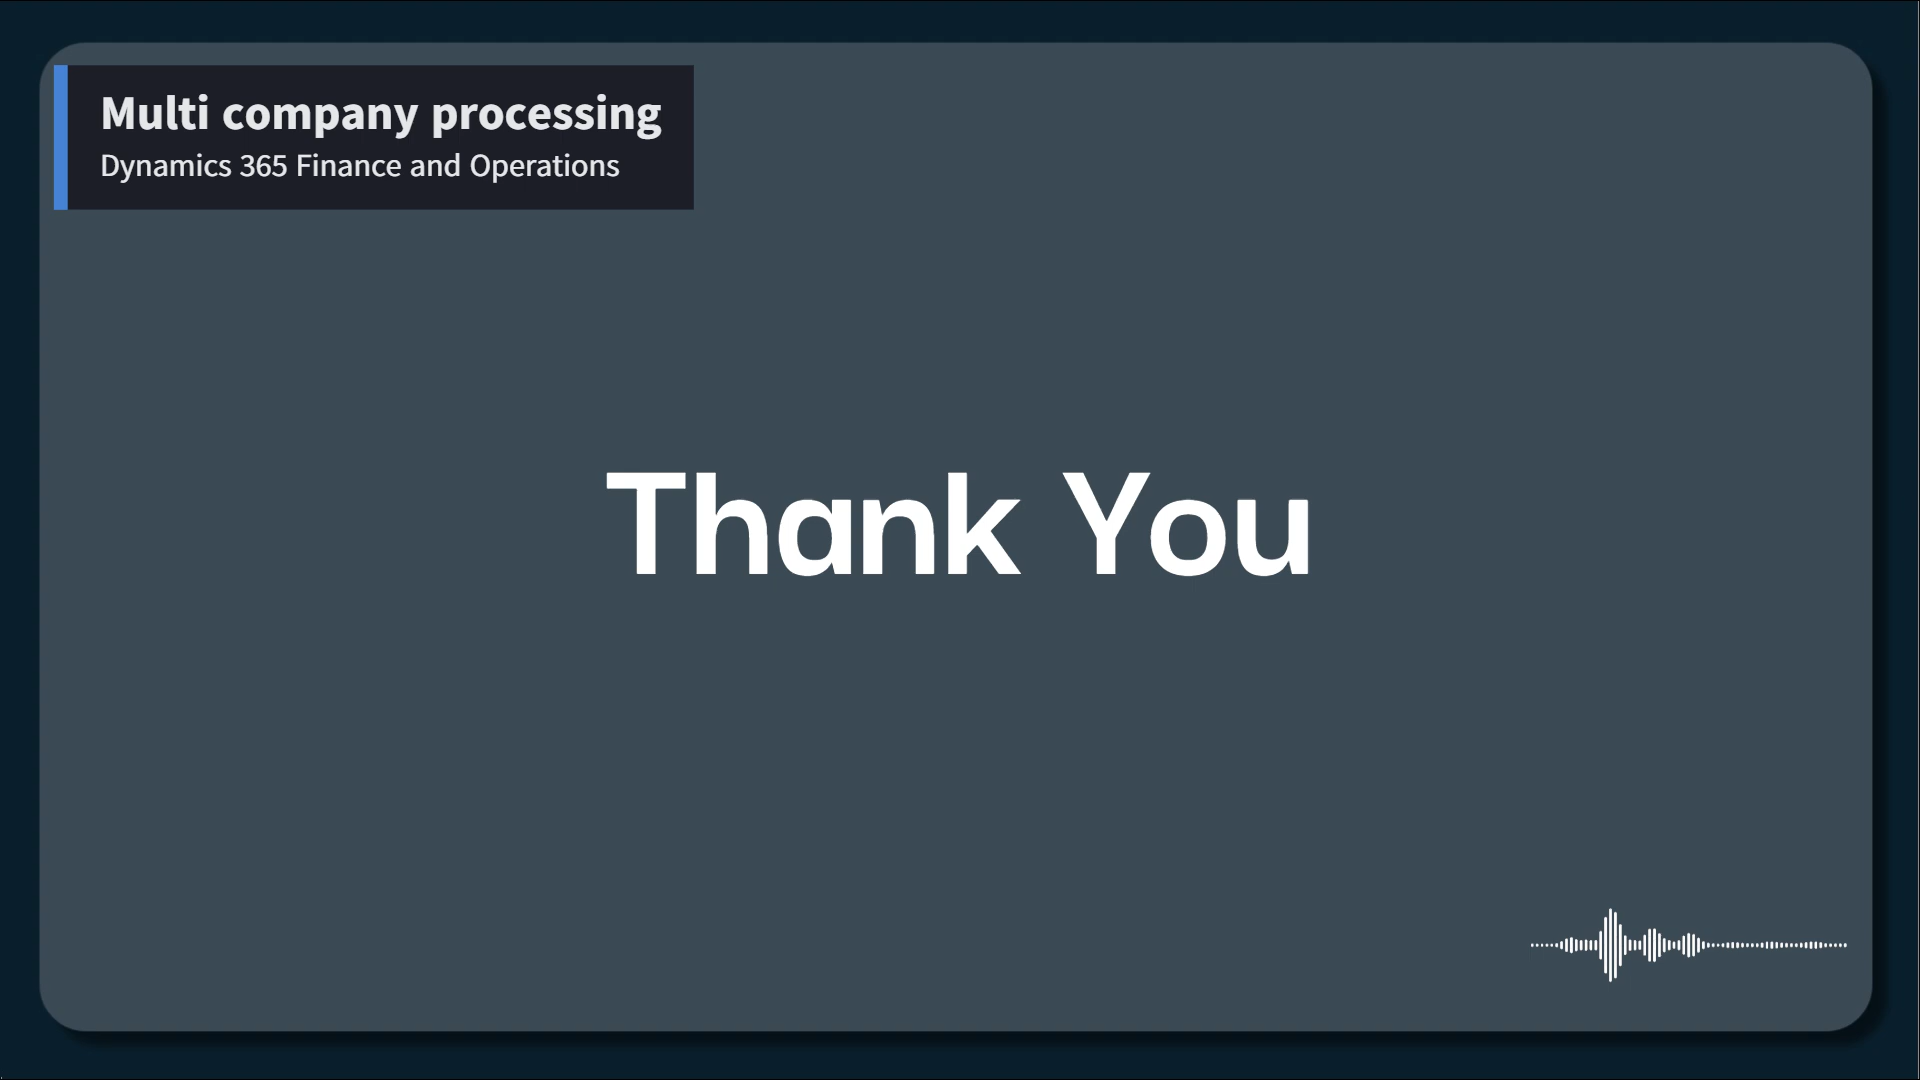 Multi company processing
Dynamics 365 Finance and Operations
Thank You